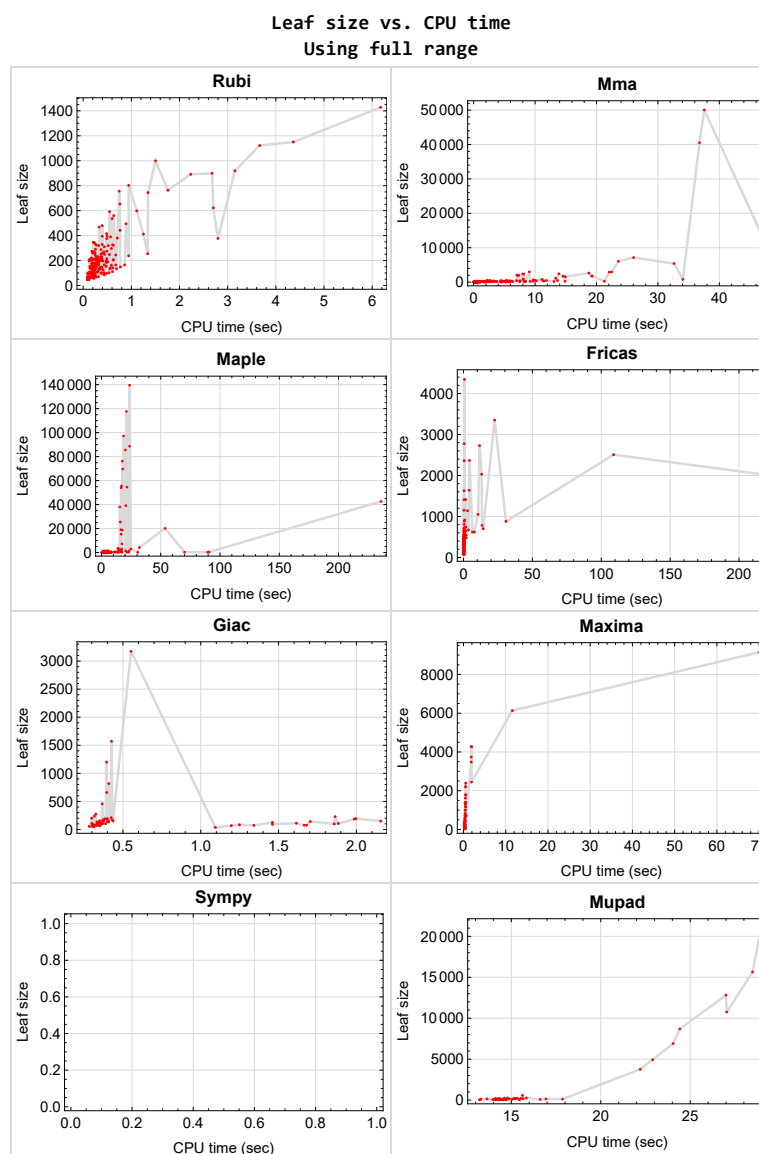 Leaf size vs. CPU time
Using full range
Rubi
Leaf size
1400
1200
1000
800
600
400
200
0
0 1 2 3 4 5 6
CPU time (sec)
Mma
Leaf size
50 000
40 000
30 000
20 000
10 000
0
0 10 20 30 40
CPU time (sec)
Maple
Leaf size
140 000
120 000
100 000
80 000
60 000
40 000
20 000
0
0 50 100 150 200
CPU time (sec)
Fricas
Leaf size
4000
3000
2000
1000
0
0 50 100 150 200
CPU time (sec)
Giac
Leaf size
3000
2500
2000
1500
1000
500
0
0.5 1.0 1.5 2.0
CPU time (sec)
Maxima
Leaf size
8000
6000
4000
2000
0
0 10 20 30 40 50 60
CPU time (sec)
Sympy
Leaf size
1.0
0.8
0.6
0.4
0.2
0.0
0.0 0.2 0.4 0.6 0.8 1.0
CPU time (sec)
Mupad
Leaf size
20 000
15 000
10 000
5000
0
15 20 25
CPU time (sec)